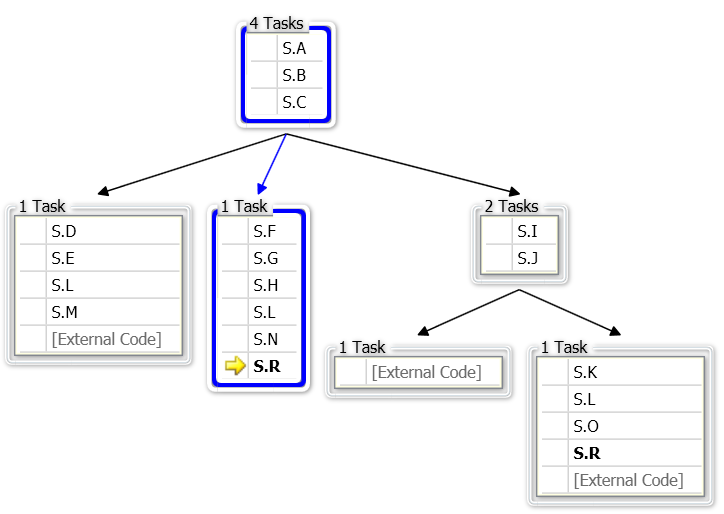 4 Tasks
S.A
S.B
S.C
1 Task
S.D
S.E
S.L
S.M
[External Code]
1 Task
S.F
S.G
S.H
S.L
S.N
S.R
2 Tasks
S.I
S.J
1 Task
[External Code]
1 Task
S.K
S.L
S.O
S.R
[External Code]